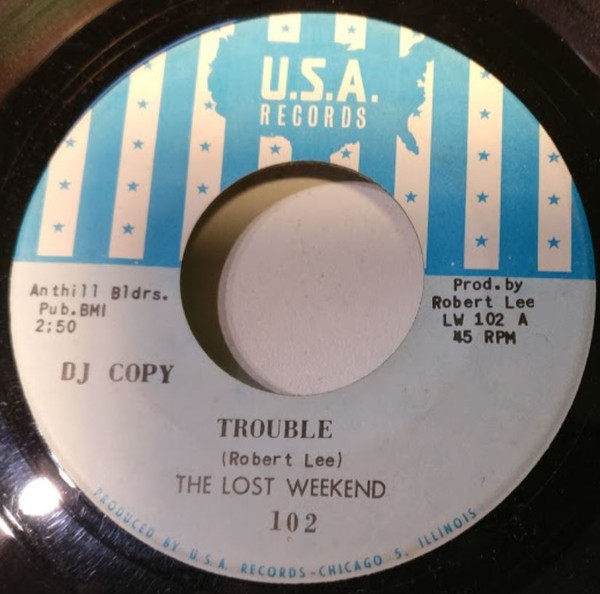 U.S.A.
RECORDS
Anthill Bldrs.
Pub.BMI
2:50
Prod.by
Robert Lee
LW 102 A
45 RPM
DJ COPY
TROUBLE
(Robert Lee)
THE LOST WEEKEND
102
PRODUCED BY U.S.A. RECORDS-CHICAGO 5, ILLINOIS